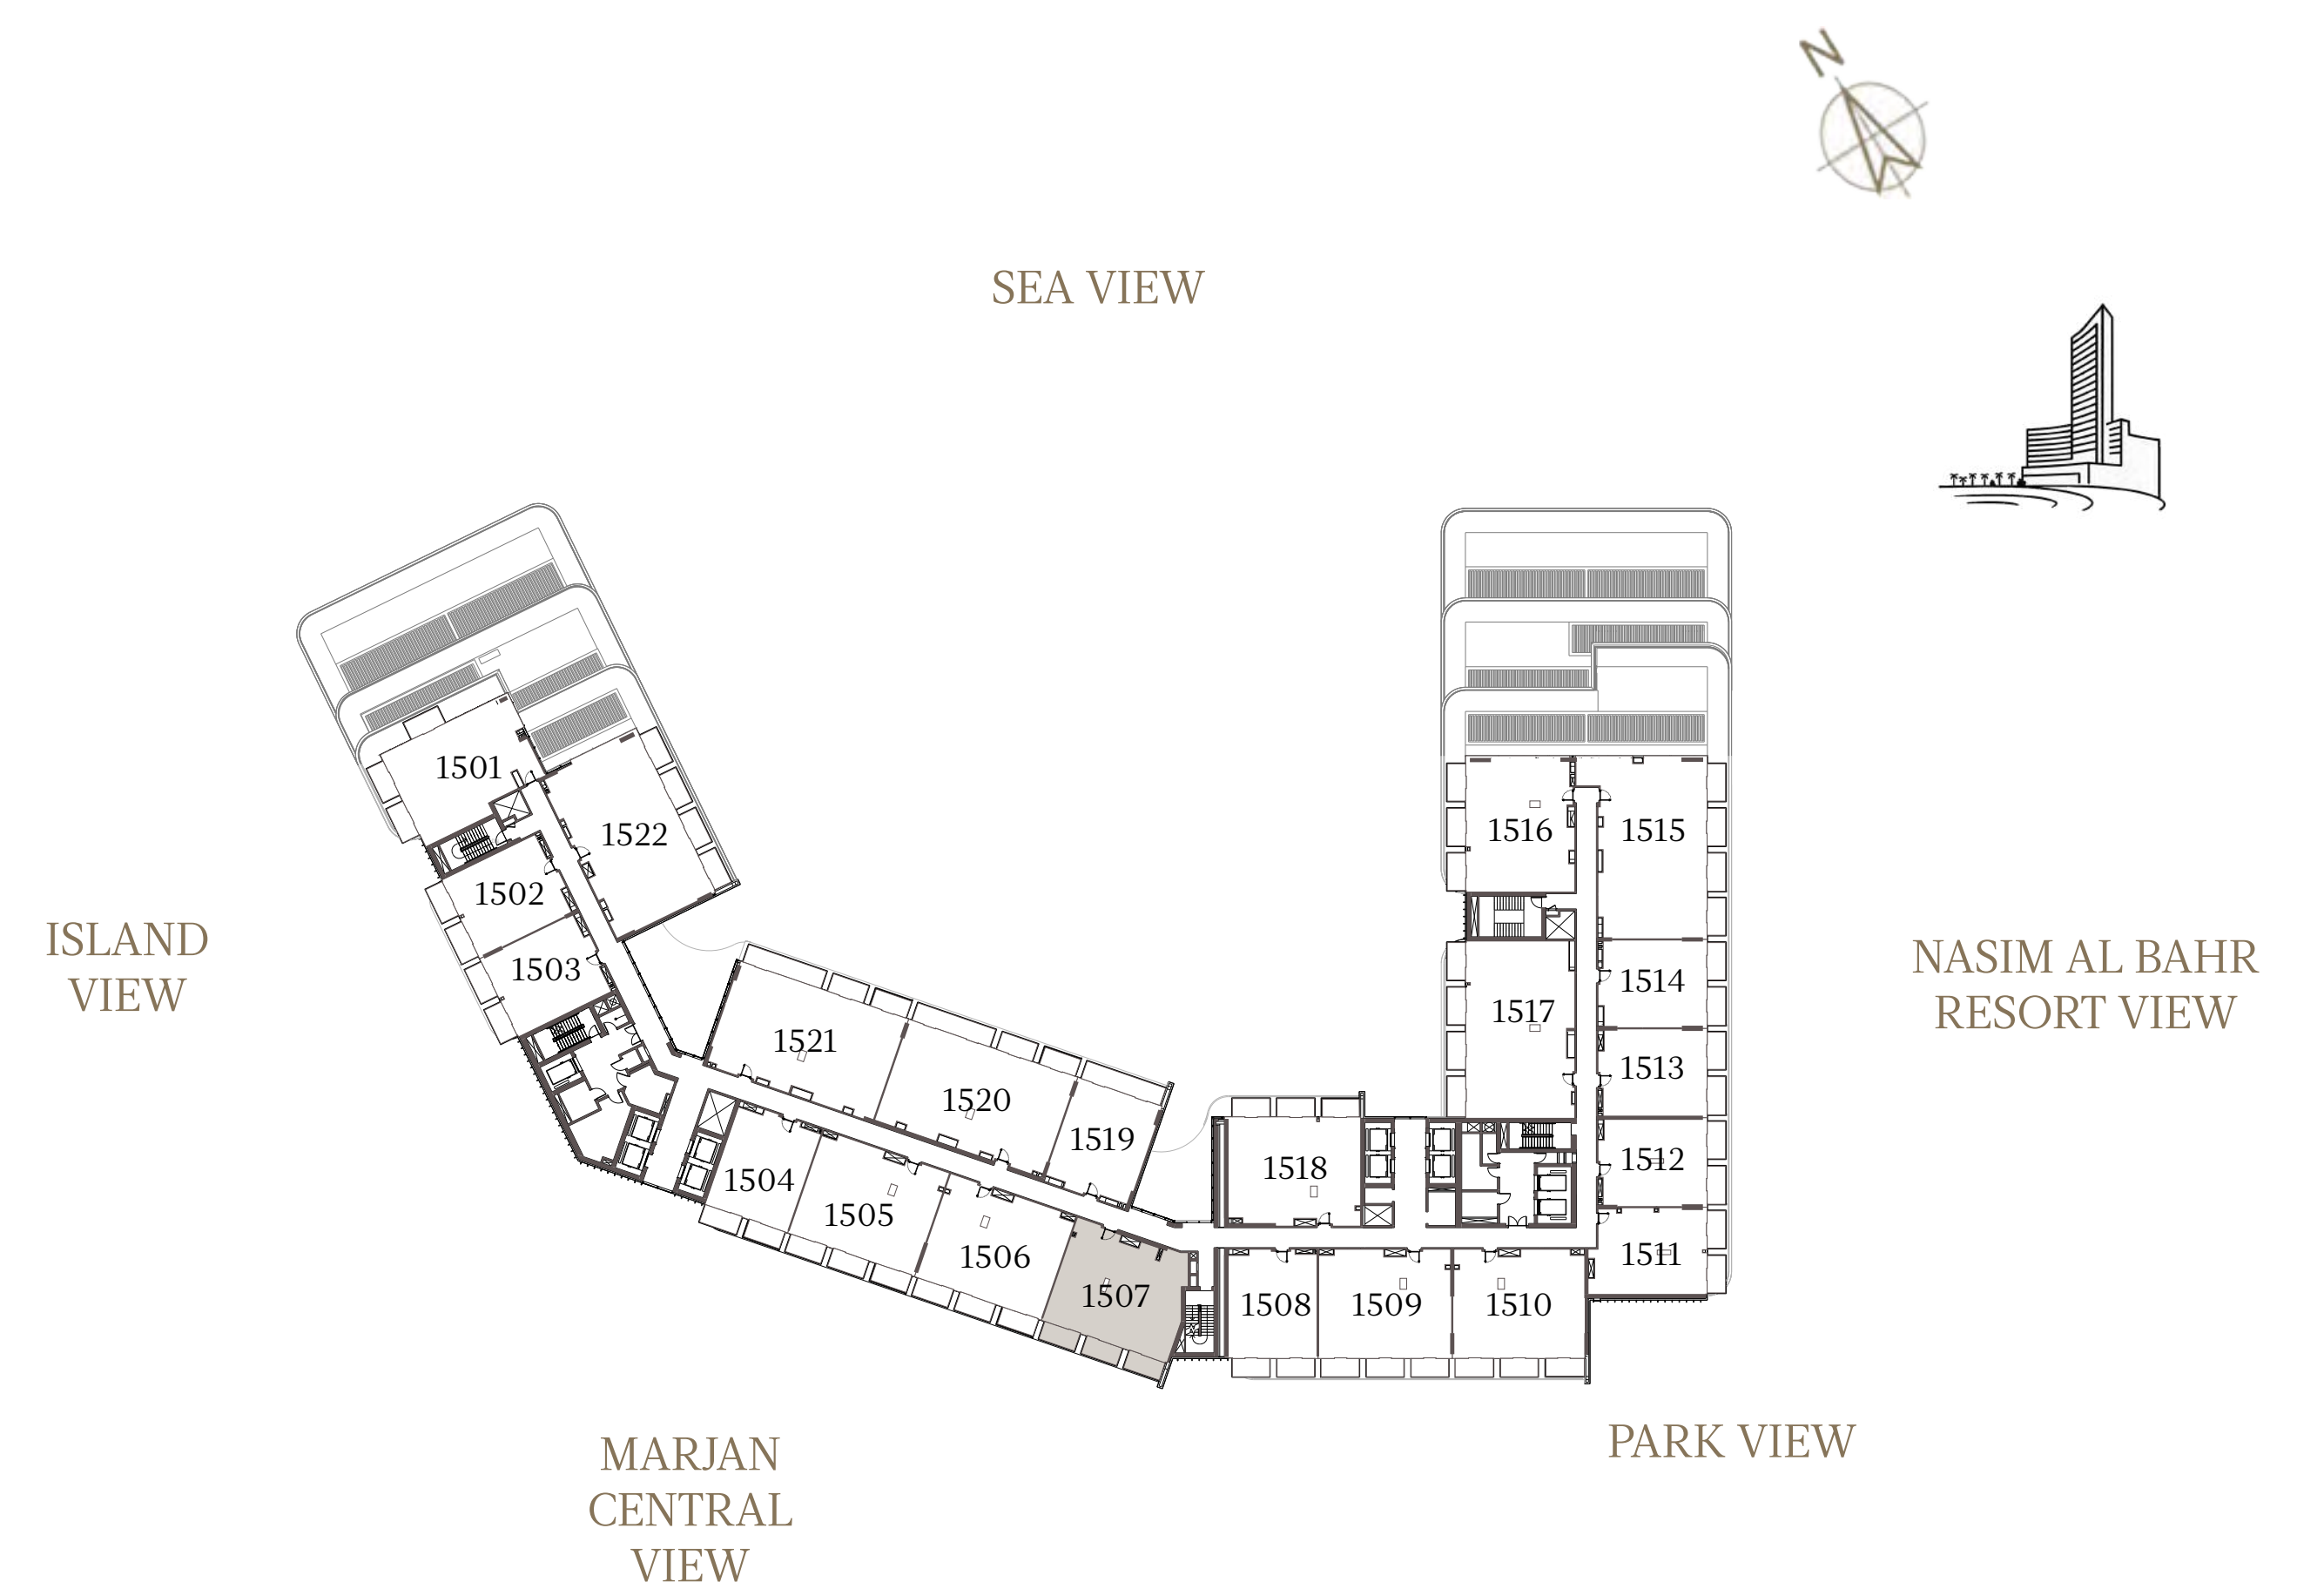 N
SEA VIEW
1501
1522
1502
1503
ISLAND
VIEW
1516
1515
1514
1517
1513
1512
1511
NASIM AL BAHR
RESORT VIEW
1521
1520
1519
1518
1504
1505
1506
1507
1508
1509
1510
MARJAN
CENTRAL
VIEW
PARK VIEW